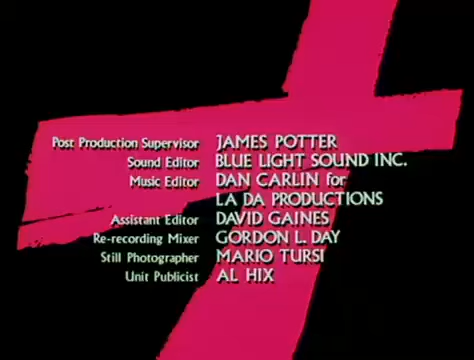 Post Production Supervisor JAMES POTTER
Sound Editor BLUE LIGHT SOUND INC.
Music Editor DAN CARLIN for
LA DA PRODUCTIONS
Assistant Editor DAVID GAINES
Re-recording Mixer GORDON L. DAY
Still Photographer MARIO TURSI
Unit Publicist AL HIX